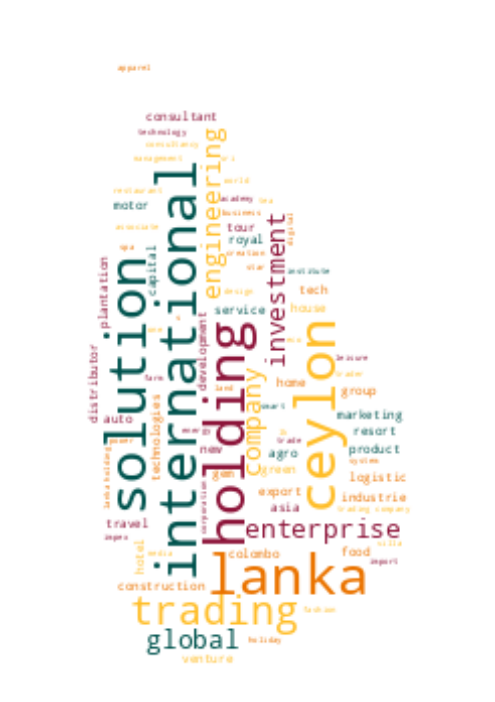 apparel
consultant
technology
consultancy
engineering
management
international
world
restaurant
motor
academy
tea
business
associate
tour
digital
royal
investment
spa
capital
creation
star
institute
solution
plantation
design
tech
service
house
holding
ceylon
development
distributor
leisure
farm
land
home
trader
company
group
technologies
smart
marketing
auto
resort
energy
power
trade
new
agro
product
system
lanka holding
gem
green
logistic
corporation
export
industrie
asia
trading company
travel
enterprise
impex
hotel
media
colombo
food
villa
import
construction
lanka
trading
fashion
global
holiday
venture